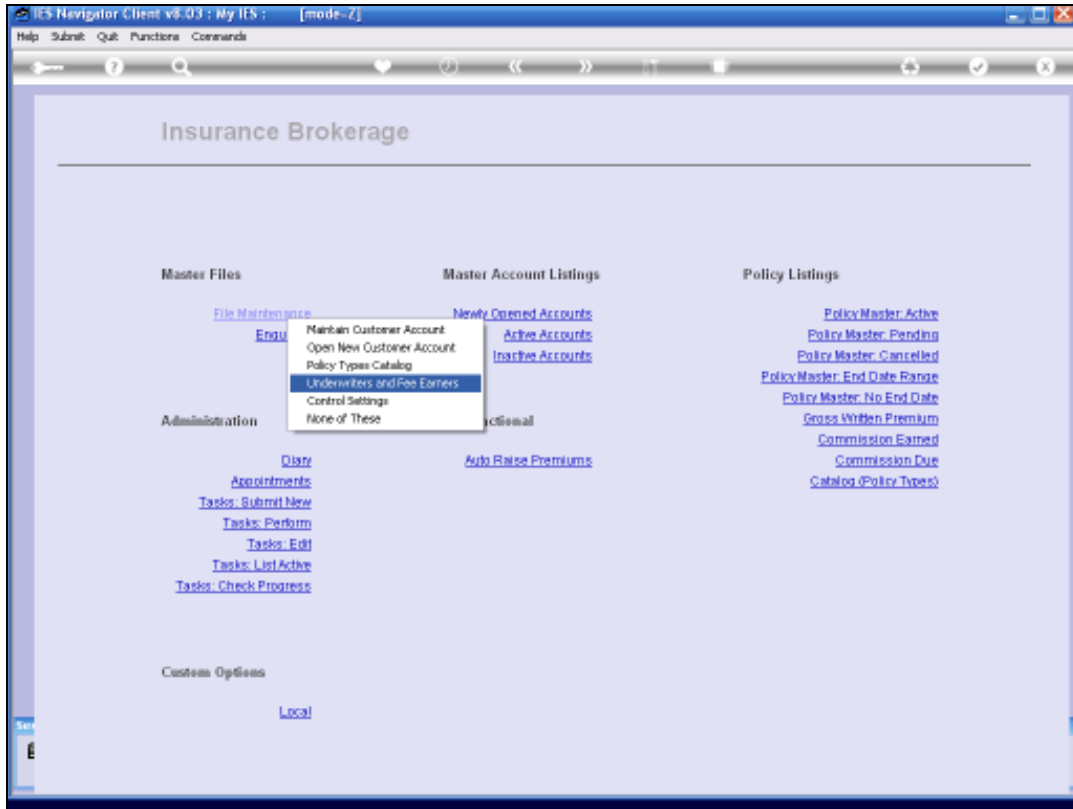 IES Navigator Client v8.03 : My IES : [mode=Z]
Help Submit Quit Functions Commands
Insurance Brokerage
Master Files
File Maintenance
Enqu
Maintain Customer Account
Open New Customer Account
Policy Types Catalog
Underwriters and Fee Earners
Control Settings
None of These
Master Account Listings
Newly Opened Accounts
Active Accounts
Inactive Accounts
Policy Listings
Policy Master: Active
Policy Master: Pending
Policy Master: Cancelled
Policy Master: End Date Range
Policy Master: No End Date
Gross Written Premium
Commission Earned
Commission Due
Catalog (Policy Types)
Administration
Diary
Appointments
Tasks: Submit New
Tasks: Perform
Tasks: Edit
Tasks: List Active
Tasks: Check Progress
actional
Auto Raise Premiums
Custom Options
Local